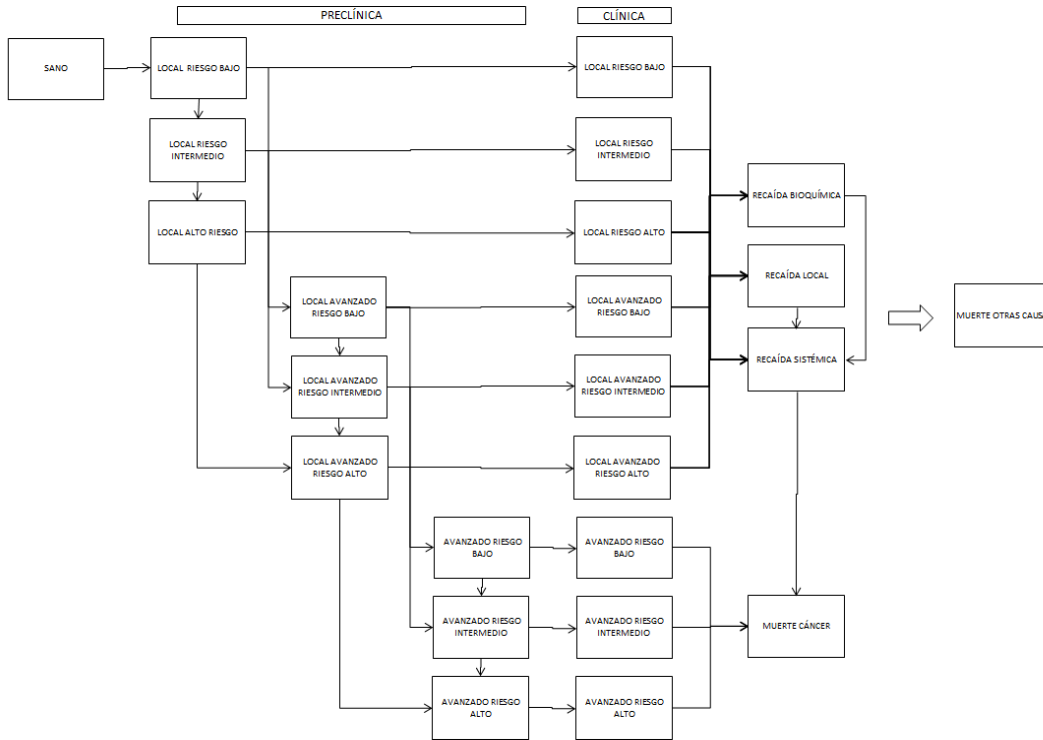 PRECLÍNICA
CLÍNICA
SANO
LOCAL RIESGO BAJO
LOCAL RIESGO BAJO
LOCAL RIESGO
INTERMEDIO
LOCAL RIESGO
INTERMEDIO
RECAÍDA BIOQUÍMICA
LOCAL ALTO RIESGO
LOCAL RIESGO ALTO
RECAÍDA LOCAL
LOCAL AVANZADO
RIESGO BAJO
LOCAL AVANZADO
RIESGO BAJO
MUERTE OTRAS CAUSA
RECAÍDA SISTÉMICA
LOCAL AVANZADO
RIESGO INTERMEDIO
LOCAL AVANZADO
RIESGO INTERMEDIO
LOCAL AVANZADO
RIESGO ALTO
LOCAL AVANZADO
RIESGO ALTO
AVANZADO RIESGO
BAJO
AVANZADO RIESGO
BAJO
AVANZADO RIESGO
INTERMEDIO
AVANZADO RIESGO
INTERMEDIO
MUERTE CÁNCER
AVANZADO RIESGO
ALTO
AVANZADO RIESGO
ALTO